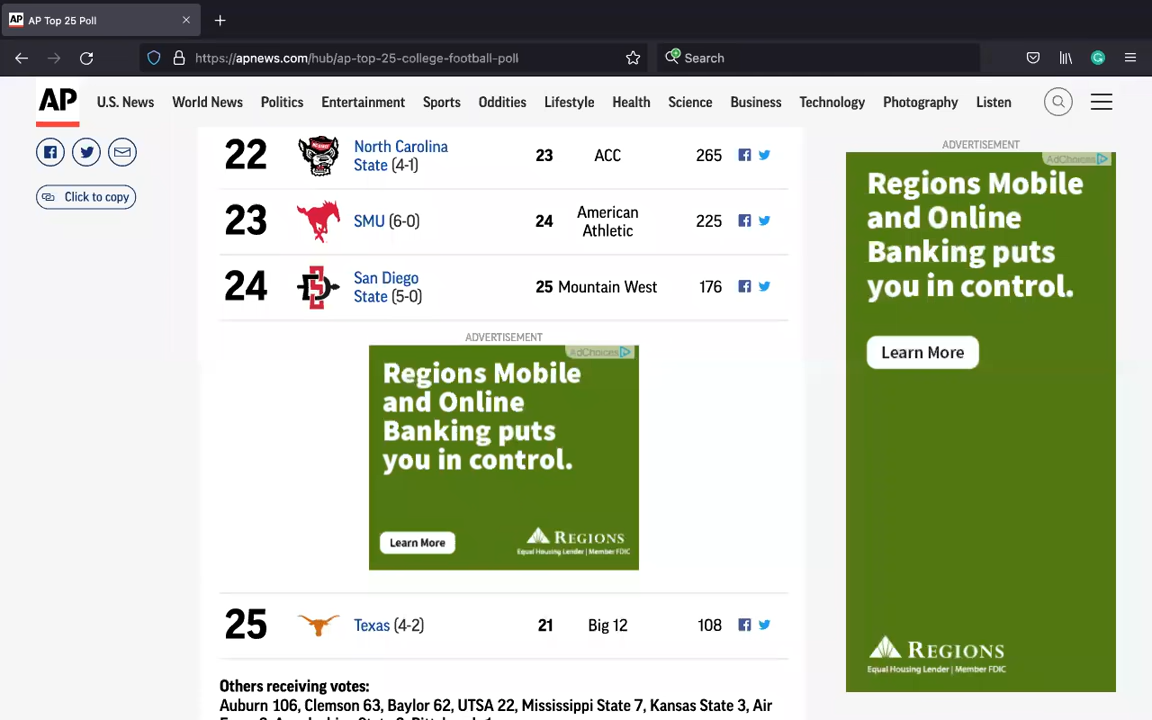 AP AP Top 25 Poll
https://apnews.com/hub/ap-top-25-college-football-poll
Search
AP U.S. News World News Politics Entertainment Sports Oddities Lifestyle Health Science Business Technology Photography Listen
Click to copy
22 North Carolina State (4-1) 23 ACC 265
23 SMU (6-0) 24 American Athletic 225
24 San Diego State (5-0) 25 Mountain West 176
ADVERTISEMENT
AdChoices
Regions Mobile
and Online
Banking puts
you in control.
Learn More
REGIONS
Equal Housing Lender | Member FDIC
25 Texas (4-2) 21 Big 12 108
Others receiving votes:
Auburn 106, Clemson 63, Baylor 62, UTSA 22, Mississippi State 7, Kansas State 3, Air
ADVERTISEMENT
AdChoices
Regions Mobile
and Online
Banking puts
you in control.
Learn More
REGIONS
Equal Housing Lender | Member FDIC